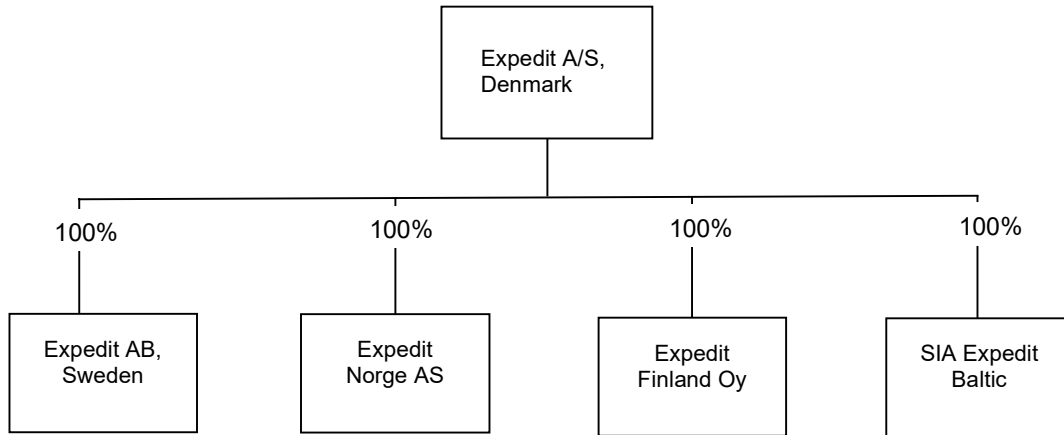 Expedit A/S,
Denmark
100%
100%
100%
100%
Expedit AB,
Sweden
Expedit
Norge AS
Expedit
Finland Oy
SIA Expedit
Baltic